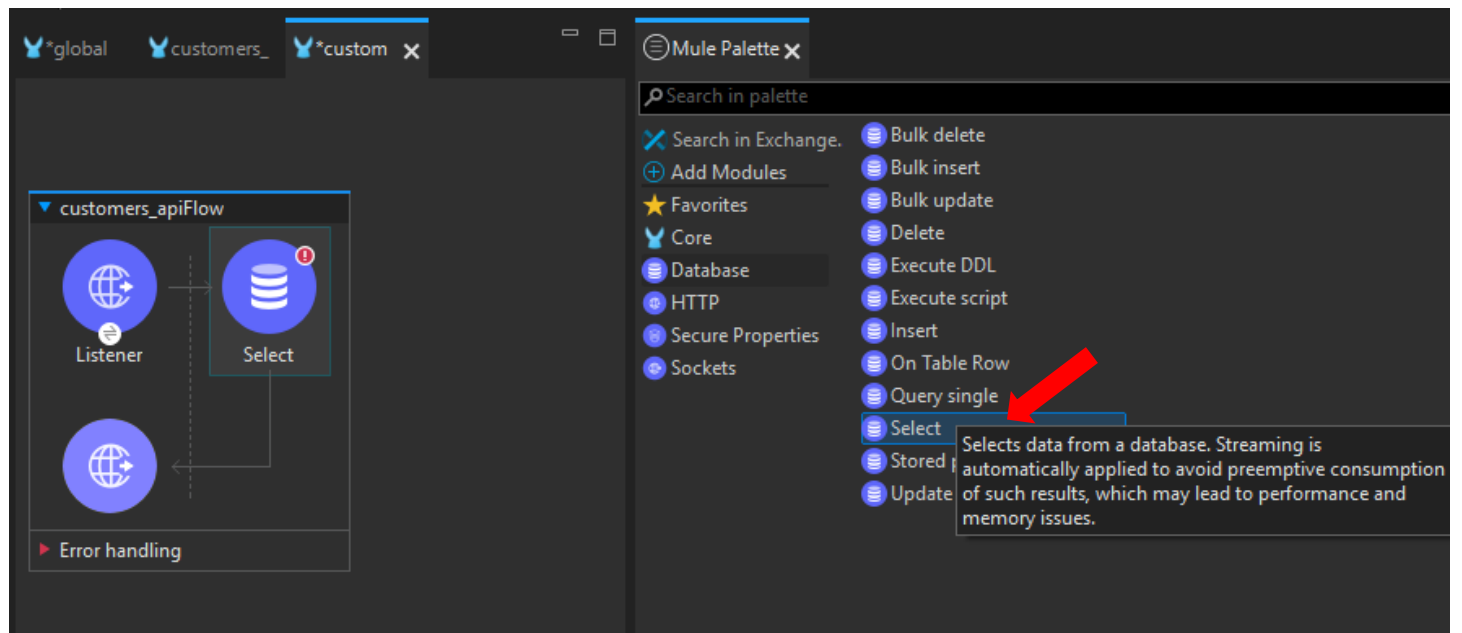 *global
customers_
*custom
Mule Palette
Search in palette
customers_apiFlow
Listener
Select
Error handling
Search in Exchange.
Add Modules
Favorites
Core
Database
HTTP
Secure Properties
Sockets
Bulk delete
Bulk insert
Bulk update
Delete
Execute DDL
Execute script
Insert
On Table Row
Query single
Select
Stored
Update
Selects data from a database. Streaming is
automatically applied to avoid preemptive consumption
of such results, which may lead to performance and
memory issues.